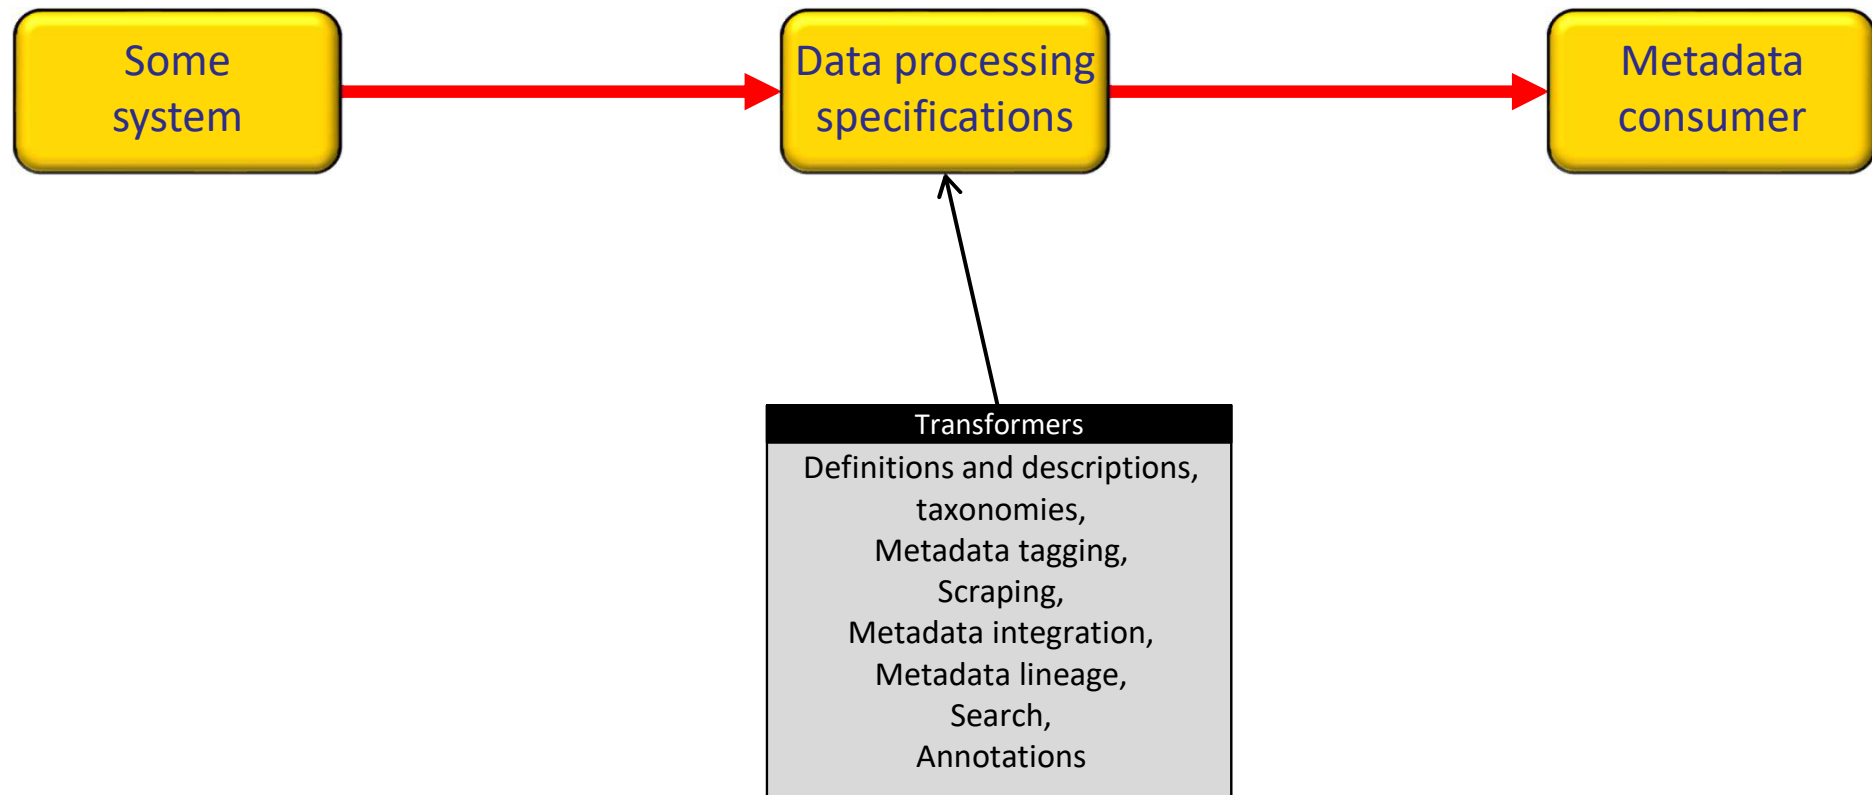 Some
system
Data processing
specifications
Metadata
consumer
Transformers
Definitions and descriptions,
taxonomies,
Metadata tagging,
Scraping,
Metadata integration,
Metadata lineage,
Search,
Annotations